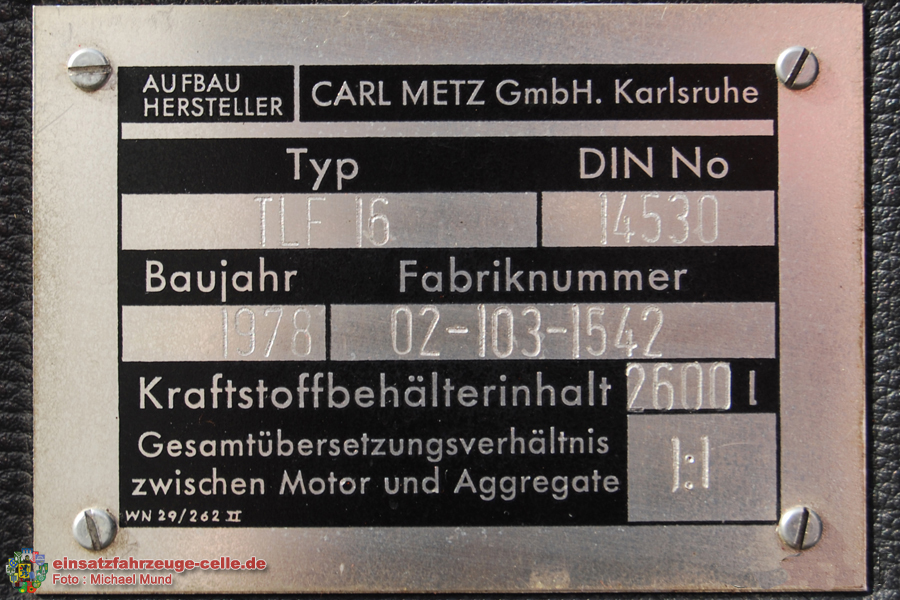 AUFBAU
HERSTELLER
CARL METZ GmbH. Karlsruhe
Typ DIN No
TLF 16 14530
Baujahr Fabriknummer
1978 02-103-1542
Kraftstoffbehälterinhalt 2600 l
Gesamtübersetzungsverhältnis
zwischen Motor und Aggregate 1:1
WN 29/262 II
einsatzfahrzeuge-celle.de
Foto : Michael Mund